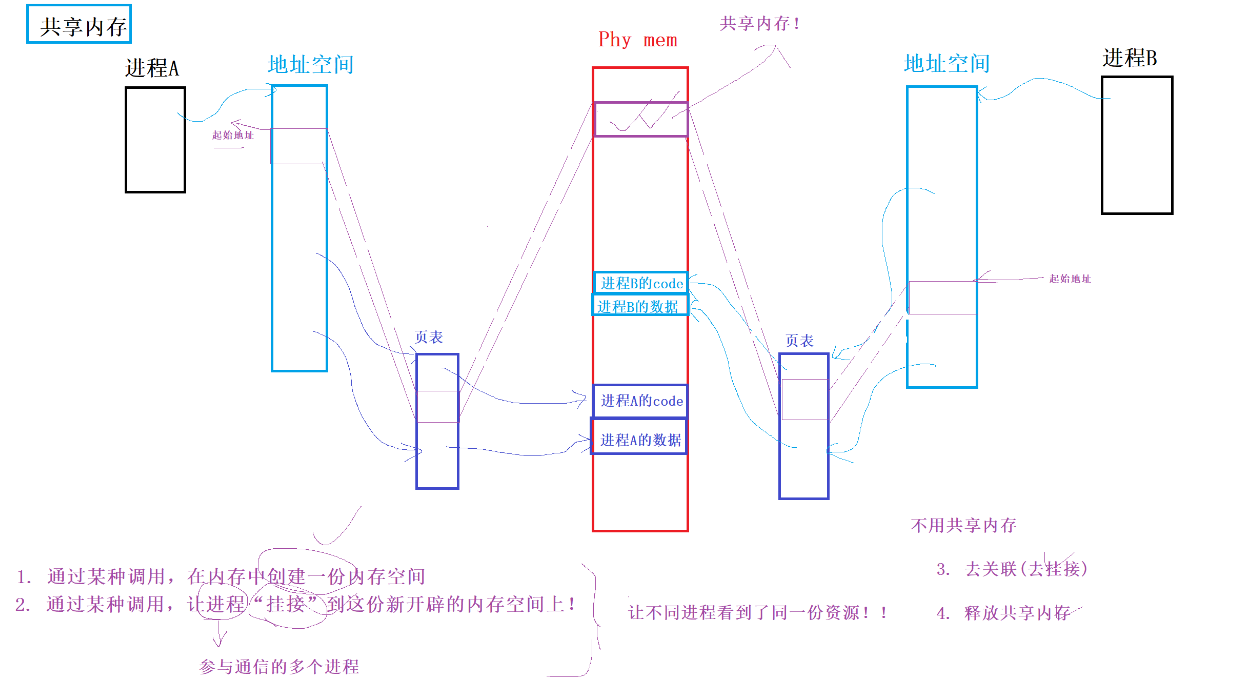 共享内存
共享内存!
Phy mem
进程A
地址空间
地址空间
进程B
起始地址
起始地址
进程B的code
进程B的数据
页表
页表
进程A的code
进程A的数据
不用共享内存
1. 通过某种调用，在内存中创建一份内存空间
2. 通过某种调用，让进程“挂接”到这份新开辟的内存空间上!
3. 去关联(去挂接)
让不同进程看到了同一份资源!!
4. 释放共享内存
参与通信的多个进程